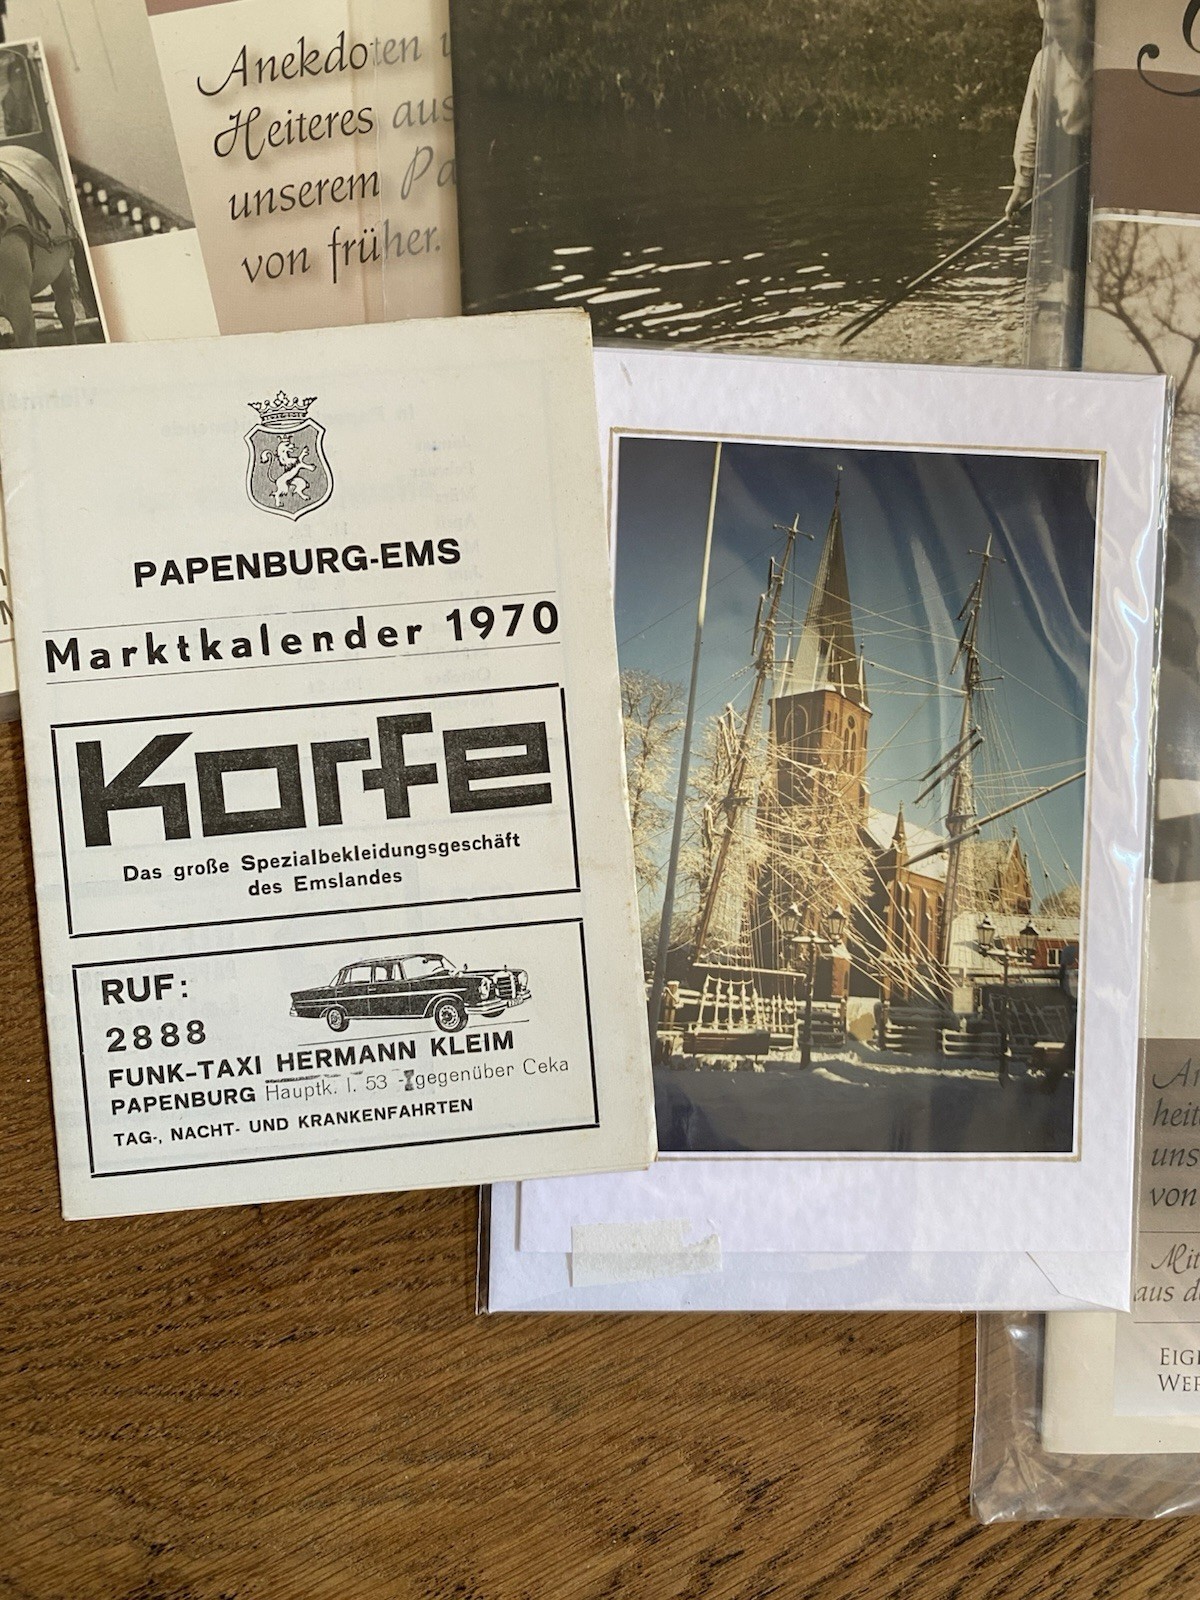 Anekdoten
Heiteres aus
unserem Pa
von früher.
PAPENBURG-EMS
Marktkalender 1970
Korfe
Das große Spezialbekleidungsgeschäft
des Emslandes
RUF:
2888
FUNK-TAXI HERMANN KLEIM
PAPENBURG Hauptk. l. 53 - gegenüber Ceka
TAG-, NACHT- UND KRANKENFAHRTEN
heit
uns
von
Mit
aus d
EIG
WER